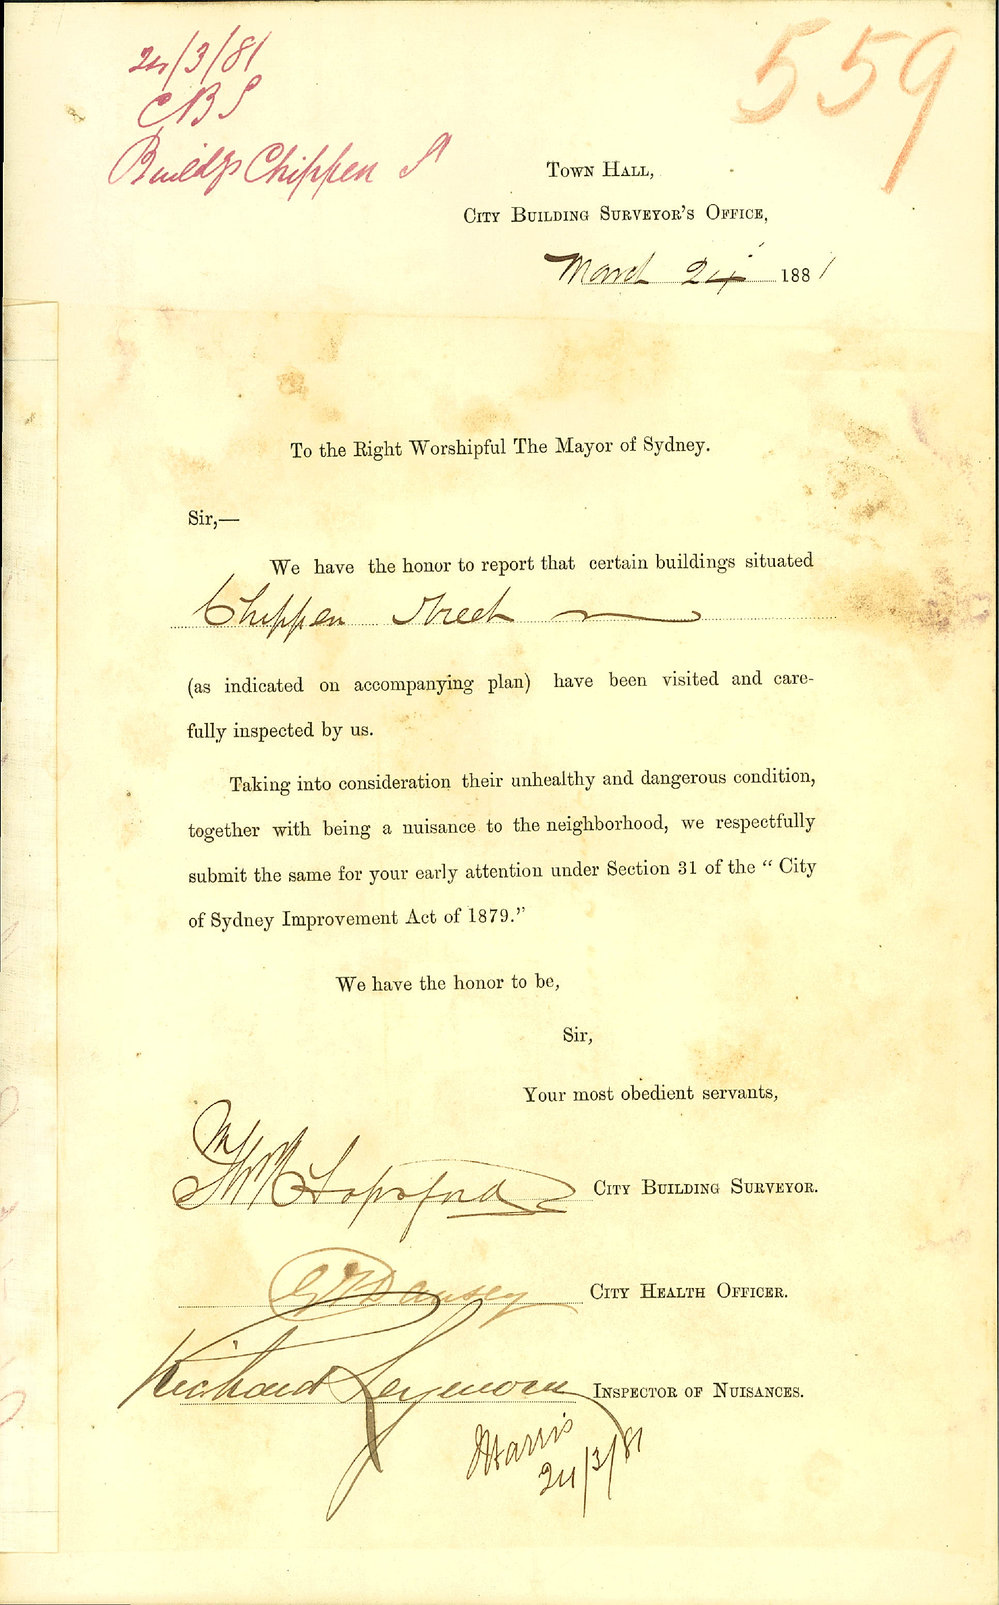 24/3/81
CBS
Buildgs Chippen St
559
TOWN HALL,
CITY BUILDING SURVEYOR'S OFFICE,
March 24 1881
To the Right Worshipful The Mayor of Sydney.
Sir,—
We have the honor to report that certain buildings situated
Chippen Street
(as indicated on accompanying plan) have been visited and care-
fully inspected by us.
Taking into consideration their unhealthy and dangerous condition,
together with being a nuisance to the neighborhood, we respectfully
submit the same for your early attention under Section 31 of the "City
of Sydney Improvement Act of 1879."
We have the honor to be,
Sir,
Your most obedient servants,
CITY BUILDING SURVEYOR.
G F Dansey CITY HEALTH OFFICER.
Richard Seymour INSPECTOR OF NUISANCES.
Harris
24/3/81